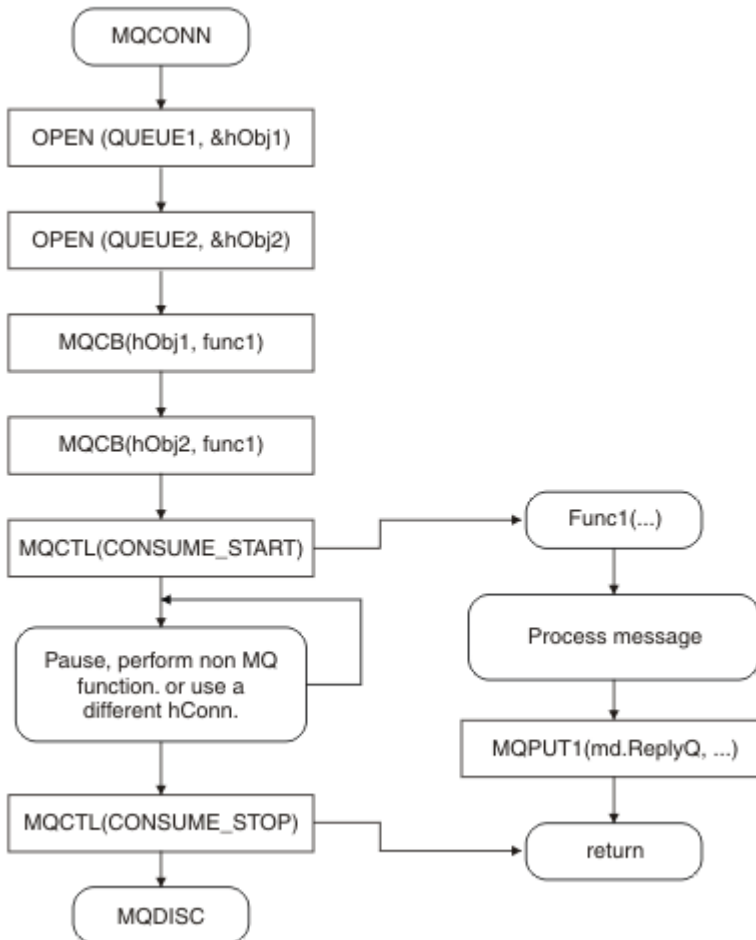 MQCONN
OPEN (QUEUE1, &hObj1)
OPEN (QUEUE2, &hObj2)
MQCB(hObj1, func1)
MQCB(hObj2, func1)
MQCTL(CONSUME_START)
Pause, perform non MQ
function. or use a
different hConn.
MQCTL(CONSUME_STOP)
MQDISC
Func1(...)
Process message
MQPUT1(md.ReplyQ, ...)
return